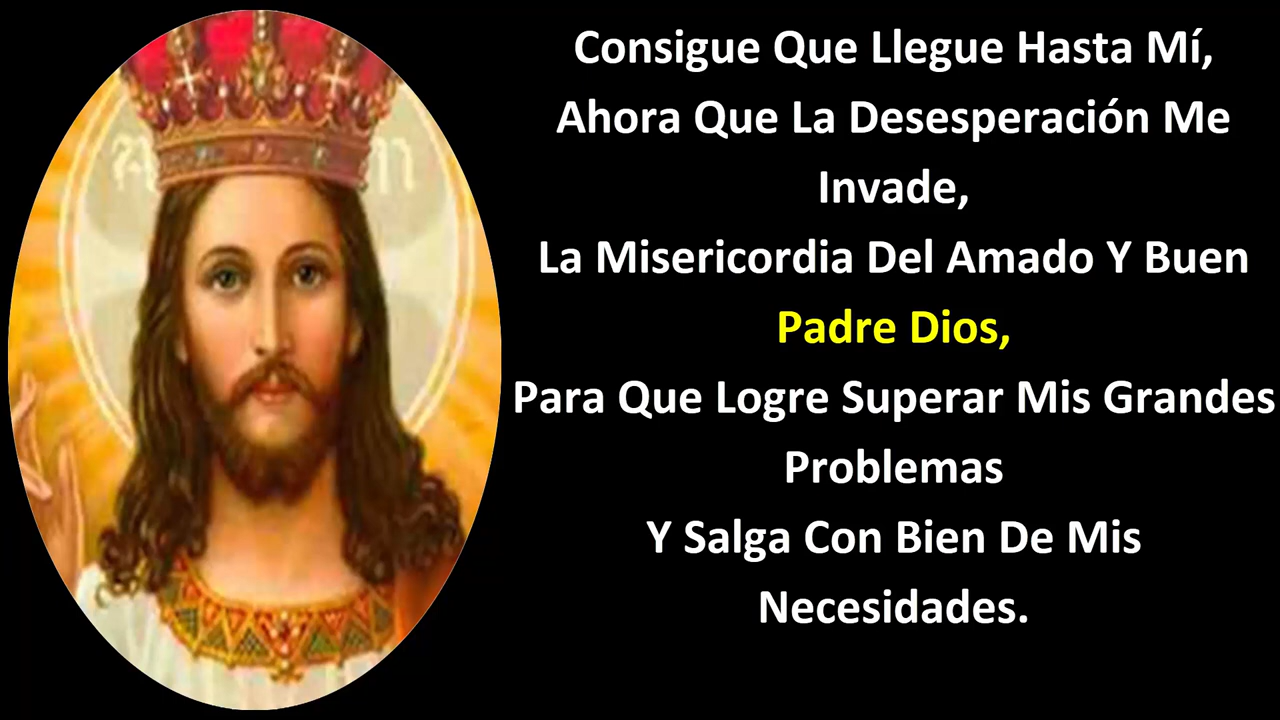 Consigue Que Llegue Hasta Mí,
Ahora Que La Desesperación Me
Invade,
La Misericordia Del Amado Y Buen
Padre Dios,
Para Que Logre Superar Mis Grandes
Problemas
Y Salga Con Bien De Mis
Necesidades.